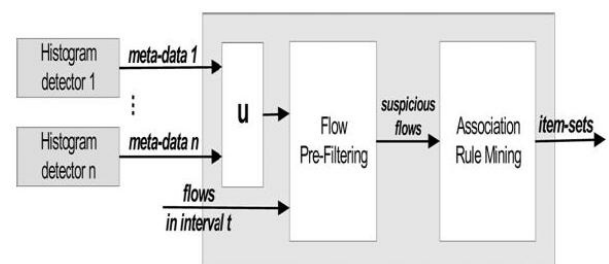 Histogram
detector 1
meta-data 1
⋮
Histogram
detector n
meta-data n
u
flows
in interval t
Flow
Pre-Filtering
suspicious
flows
Association
Rule Mining
item-sets